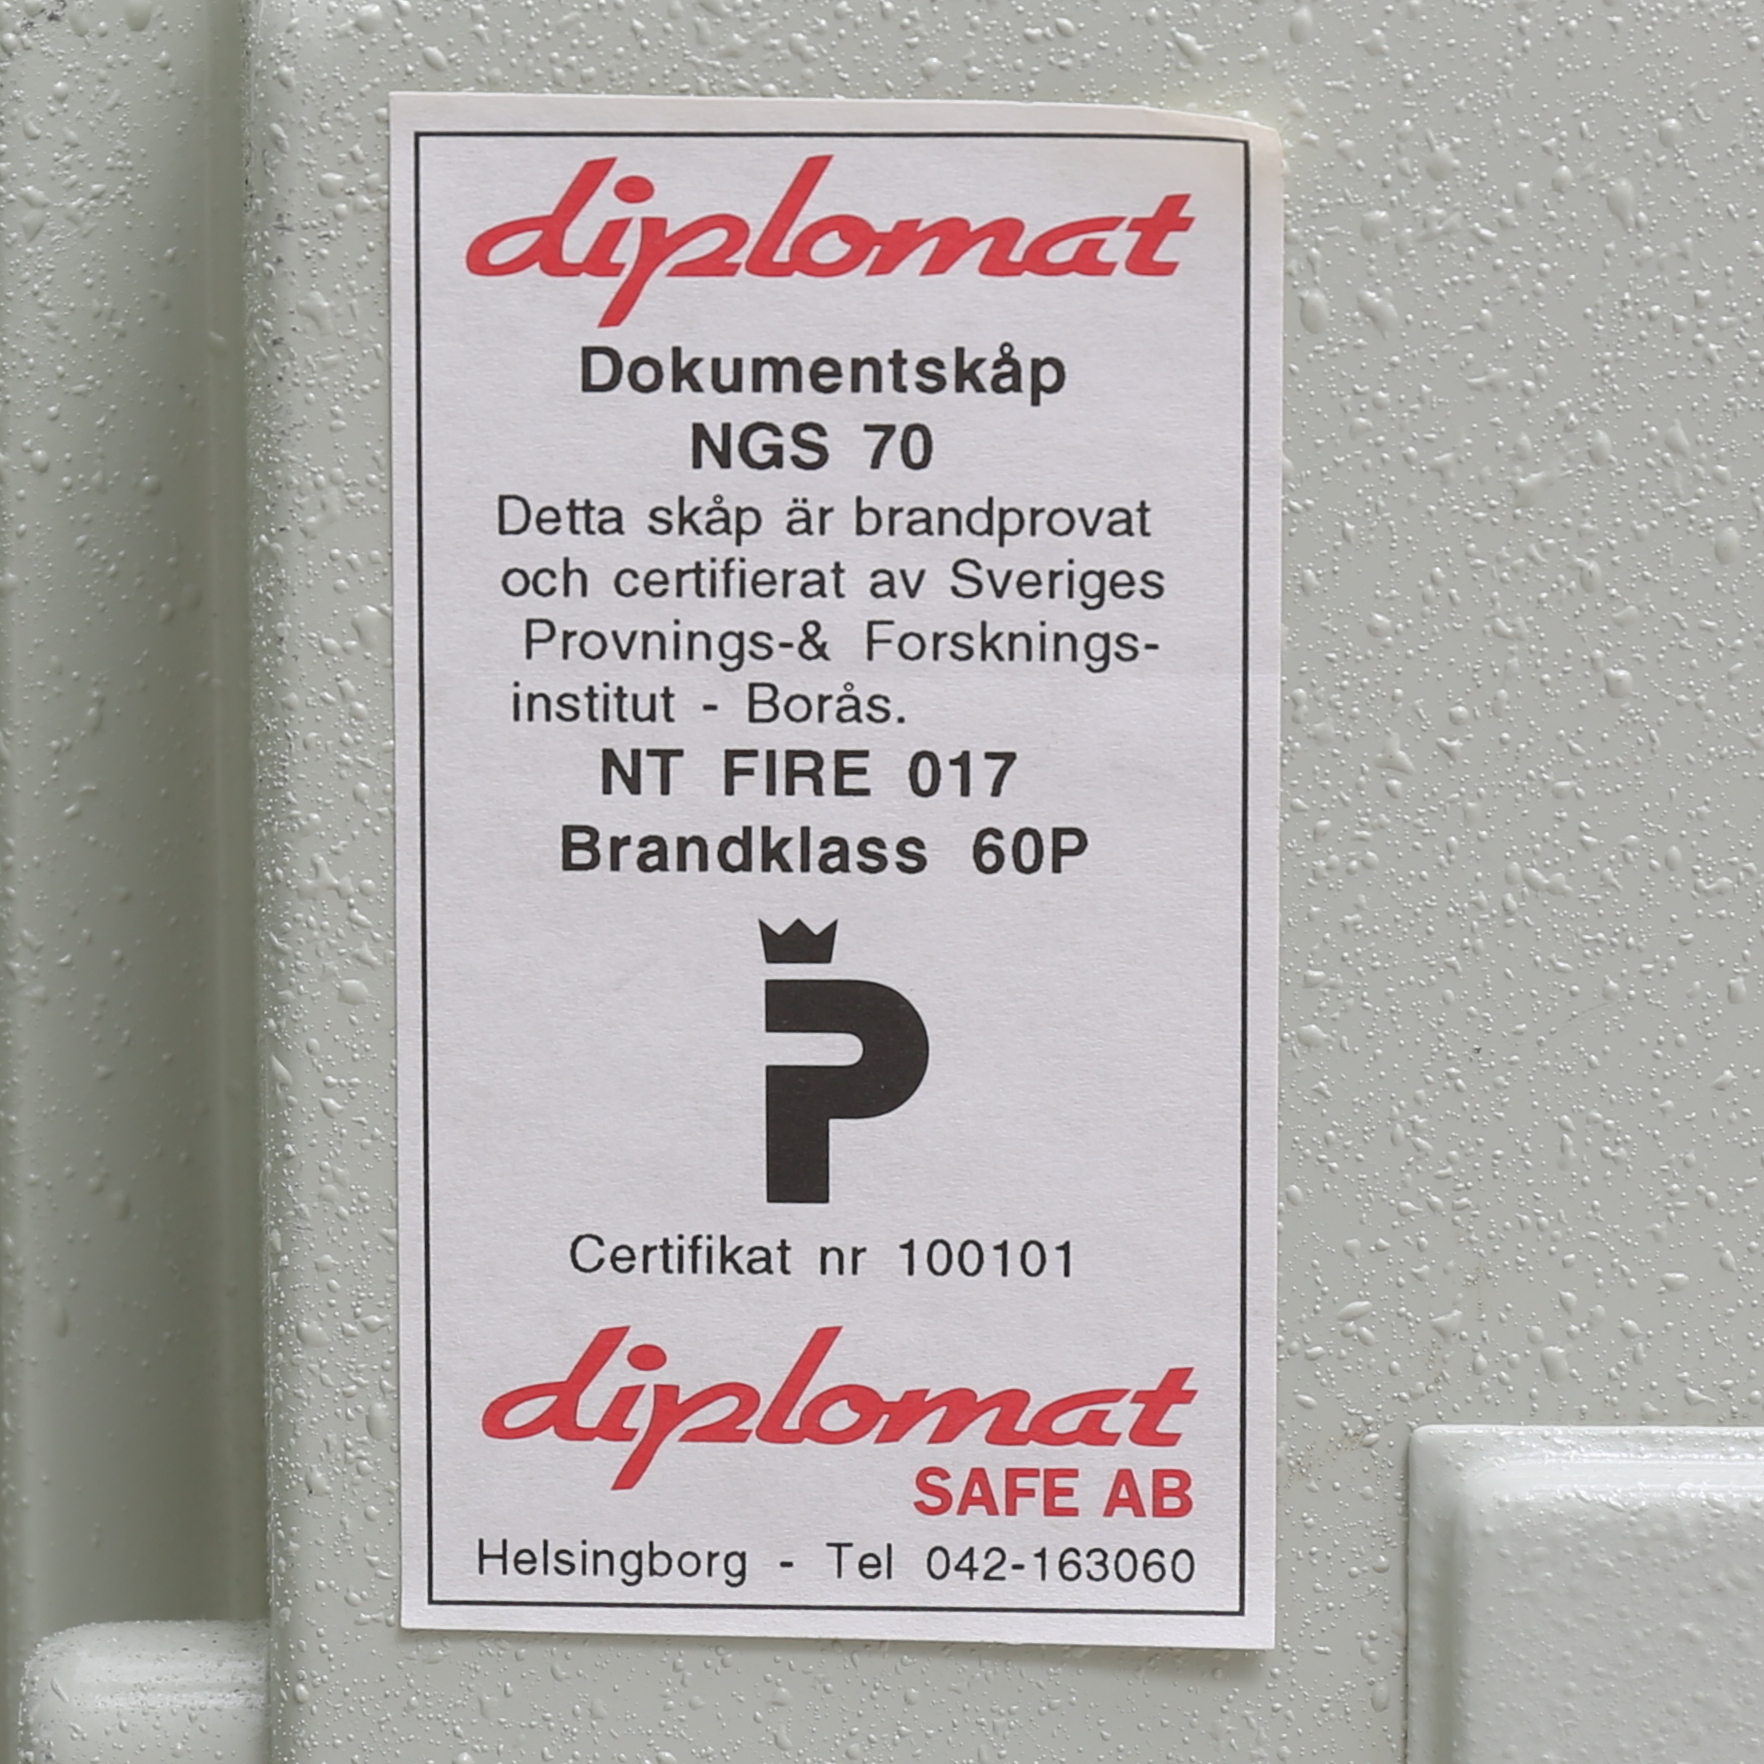 diplomat
Dokumentskåp
NGS 70
Detta skåp är brandprovat
och certifierat av Sveriges
Provnings-& Forsknings-
institut - Borås.
NT FIRE 017
Brandklass 60P
P
Certifikat nr 100101
diplomat
SAFE AB
Helsingborg - Tel 042-163060